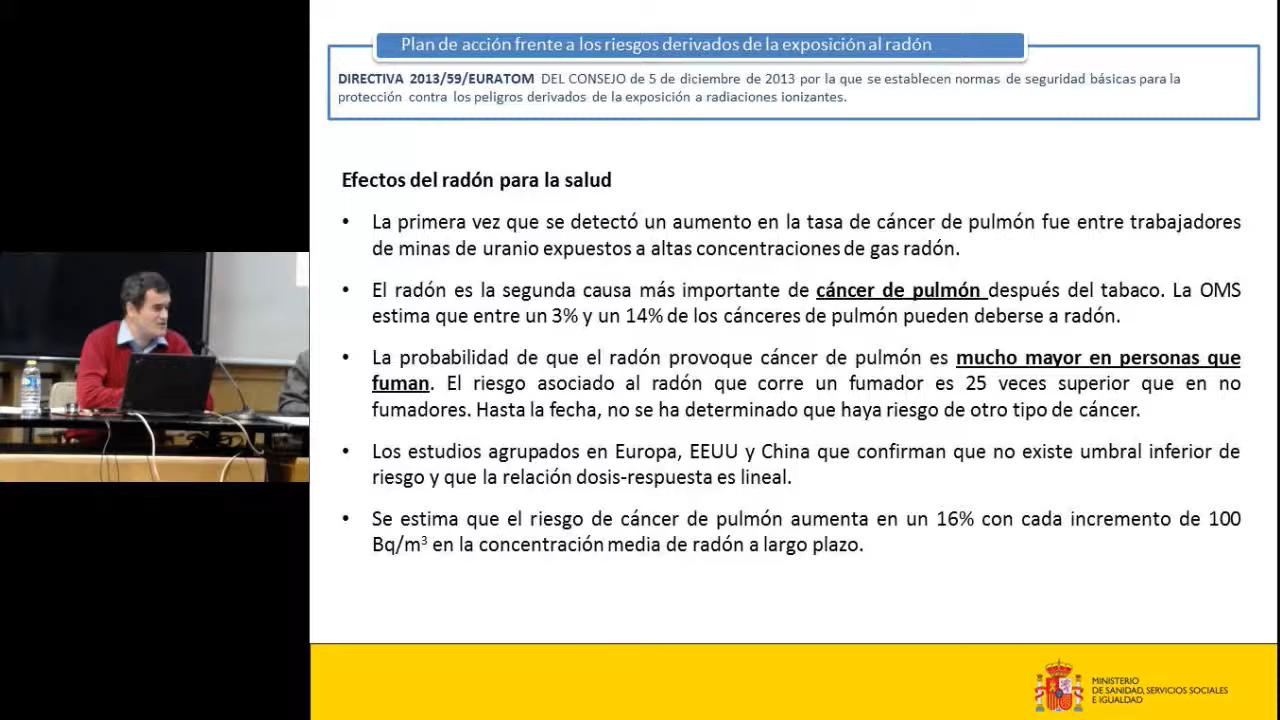 Plan de acción frente a los riesgos derivados de la exposición al radón
DIRECTIVA 2013/59/EURATOM DEL CONSEJO de 5 de diciembre de 2013 por la que se establecen normas de seguridad básicas para la
protección contra los peligros derivados de la exposición a radiaciones ionizantes.
Efectos del radón para la salud
• La primera vez que se detectó un aumento en la tasa de cáncer de pulmón fue entre trabajadores
de minas de uranio expuestos a altas concentraciones de gas radón.
• El radón es la segunda causa más importante de cáncer de pulmón después del tabaco. La OMS
estima que entre un 3% y un 14% de los cánceres de pulmón pueden deberse a radón.
• La probabilidad de que el radón provoque cáncer de pulmón es mucho mayor en personas que
fuman. El riesgo asociado al radón que corre un fumador es 25 veces superior que en no
fumadores. Hasta la fecha, no se ha determinado que haya riesgo de otro tipo de cáncer.
• Los estudios agrupados en Europa, EEUU y China que confirman que no existe umbral inferior de
riesgo y que la relación dosis-respuesta es lineal.
• Se estima que el riesgo de cáncer de pulmón aumenta en un 16% con cada incremento de 100
Bq/m³ en la concentración media de radón a largo plazo.
MINISTERIO
DE SANIDAD, SERVICIOS SOCIALES
E IGUALDAD